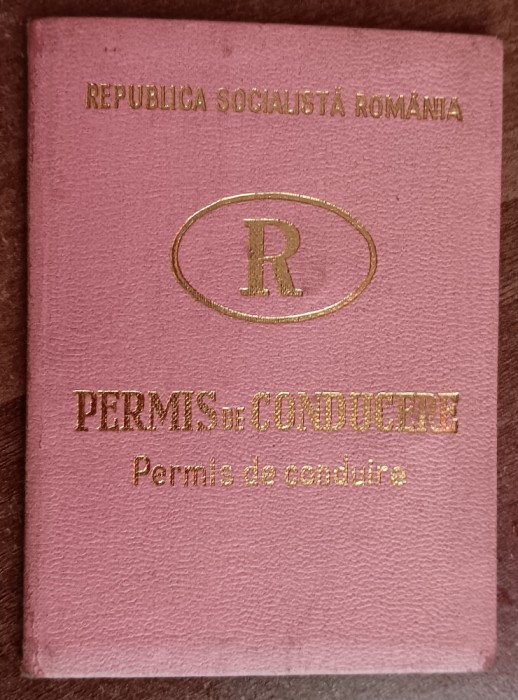 REPUBLICA SOCIALISTĂ ROMÂNIA
R
PERMIS DE CONDUCERE
Permis de conduire